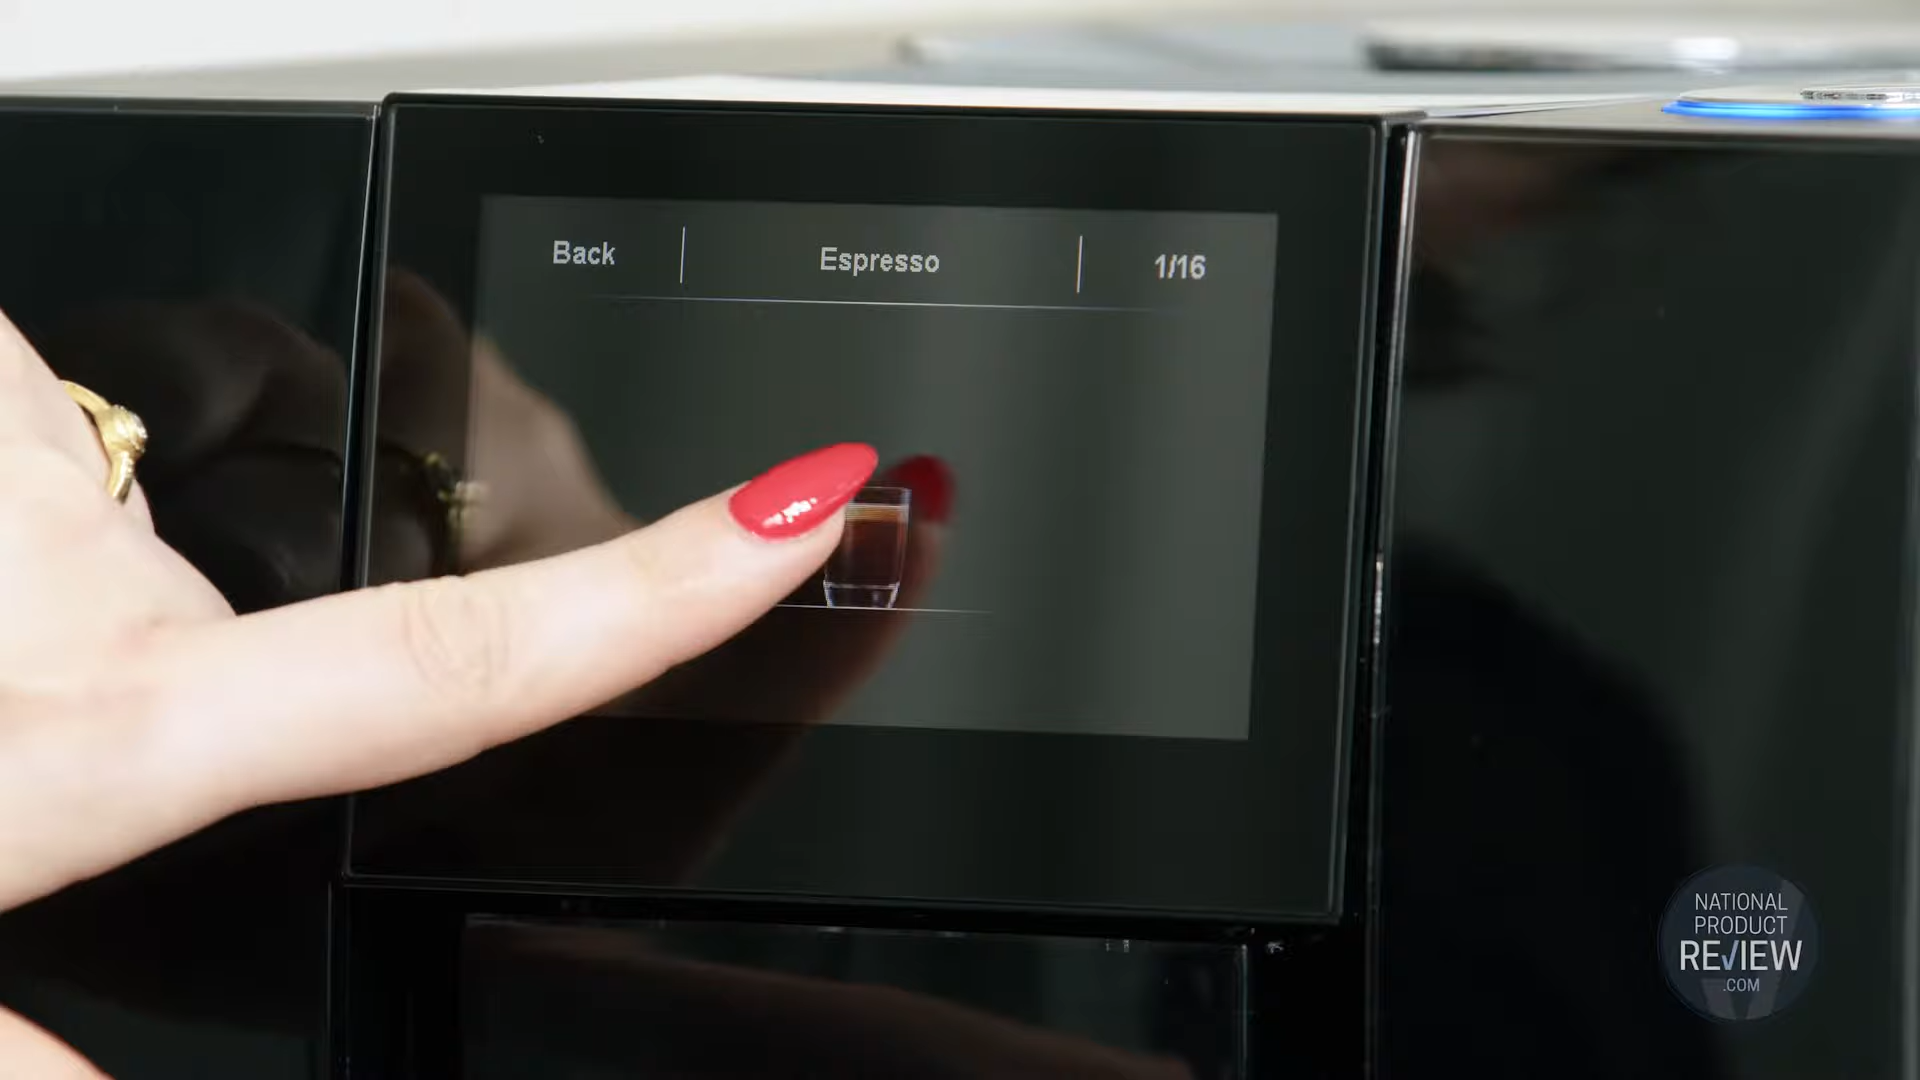 Back
Espresso
1/16
NATIONAL
PRODUCT
REVIEW
.COM